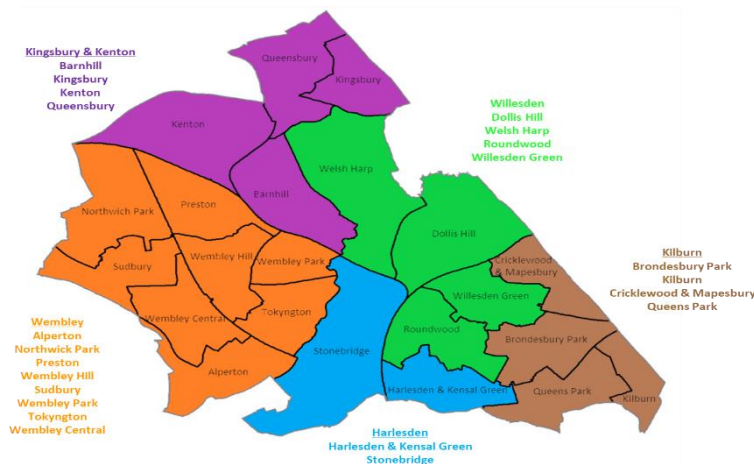 Kingsbury & Kenton
Barnhill
Kingsbury
Kenton
Queensbury
Queensbury
Kingsbury
Willesden
Dollis Hill
Welsh Harp
Roundwood
Willesden Green
Kenton
Welsh Harp
Barnhill
Northwich Park
Preston
Dollis Hill
Wembley Hill
Wembley Park
Sudbury
Cricklewood
& Mapesbury
Kilburn
Brondesbury Park
Kilburn
Cricklewood & Mapesbury
Queens Park
Willesden Green
Tokyngton
Wembley Central
Roundwood
Brondesbury Park
Stonebridge
Wembley
Alperton
Northwick Park
Preston
Wembley Hill
Sudbury
Wembley Park
Tokyngton
Wembley Central
Alperton
Harlesden & Kensal Green
Queens Park
Kilburn
Harlesden
Harlesden & Kensal Green
Stonebridge